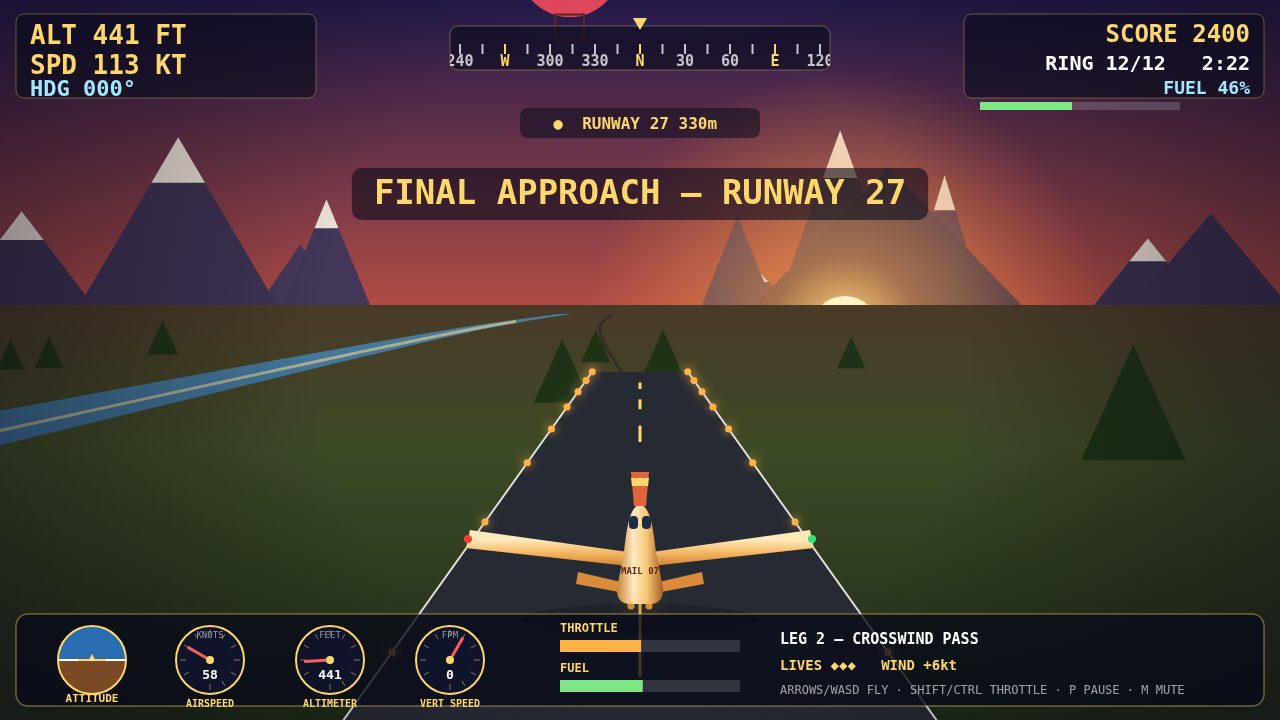 ALT 441 FT
SPD 113 KT
HDG 000°
240 W 300 330 N 30 60 E 120
SCORE 2400
RING 12/12 2:22
FUEL 46%
● RUNWAY 27 330m
FINAL APPROACH — RUNWAY 27
MAIL 07
KNOTS
58
AIRSPEED
FEET
441
ALTIMETER
FPM
0
VERT SPEED
ATTITUDE
THROTTLE
FUEL
LEG 2 — CROSSWIND PASS
LIVES ◆◆◆ WIND +6kt
ARROWS/WASD FLY · SHIFT/CTRL THROTTLE · P PAUSE · M MUTE